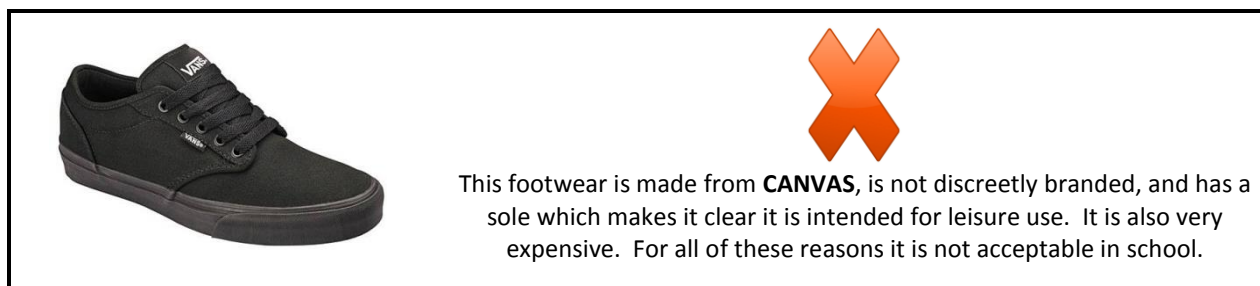 VANS
VANS
This footwear is made from CANVAS, is not discreetly branded, and has a
sole which makes it clear it is intended for leisure use.  It is also very
expensive.  For all of these reasons it is not acceptable in school.